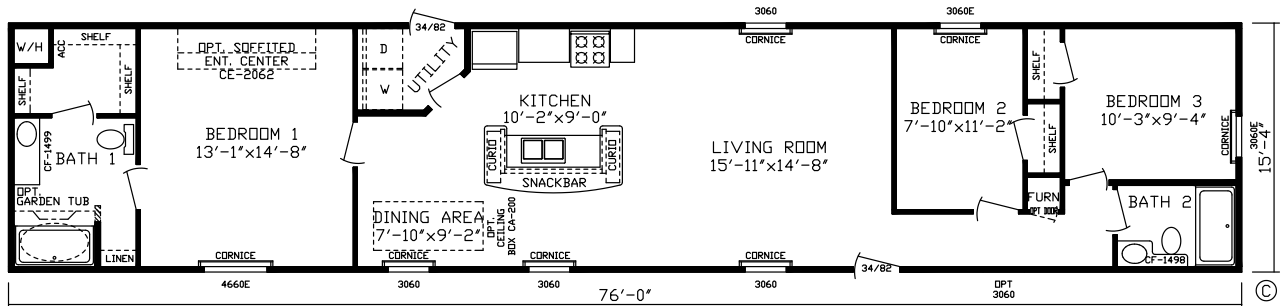 3060
3060E
34/82
W/H
ACC
SHELF
SHELF
SHELF
OPT. SOFFITED
ENT. CENTER
CE-2062
D
W
UTILITY
CORNICE
CORNICE
SHELF
SHELF
KITCHEN
10'-2"x9'-0"
BEDROOM 2
7'-10"x11'-2"
BEDROOM 3
10'-3"x9'-4"
CORNICE
3060E
15'-4"
BEDROOM 1
13'-1"x14'-8"
CF-1499
BATH 1
CURIO
CURIO
SNACKBAR
LIVING ROOM
15'-11"x14'-8"
OPT.
GARDEN TUB
FURN
OPT DOOR
BATH 2
DINING AREA
7'-10"x9'-2"
OPT.
CEILING
BOX CA-200
LINEN
CORNICE
CORNICE
CORNICE
CORNICE
34/82
CF-1498
4660E
3060
3060
3060
OPT
3060
76'-0"
©